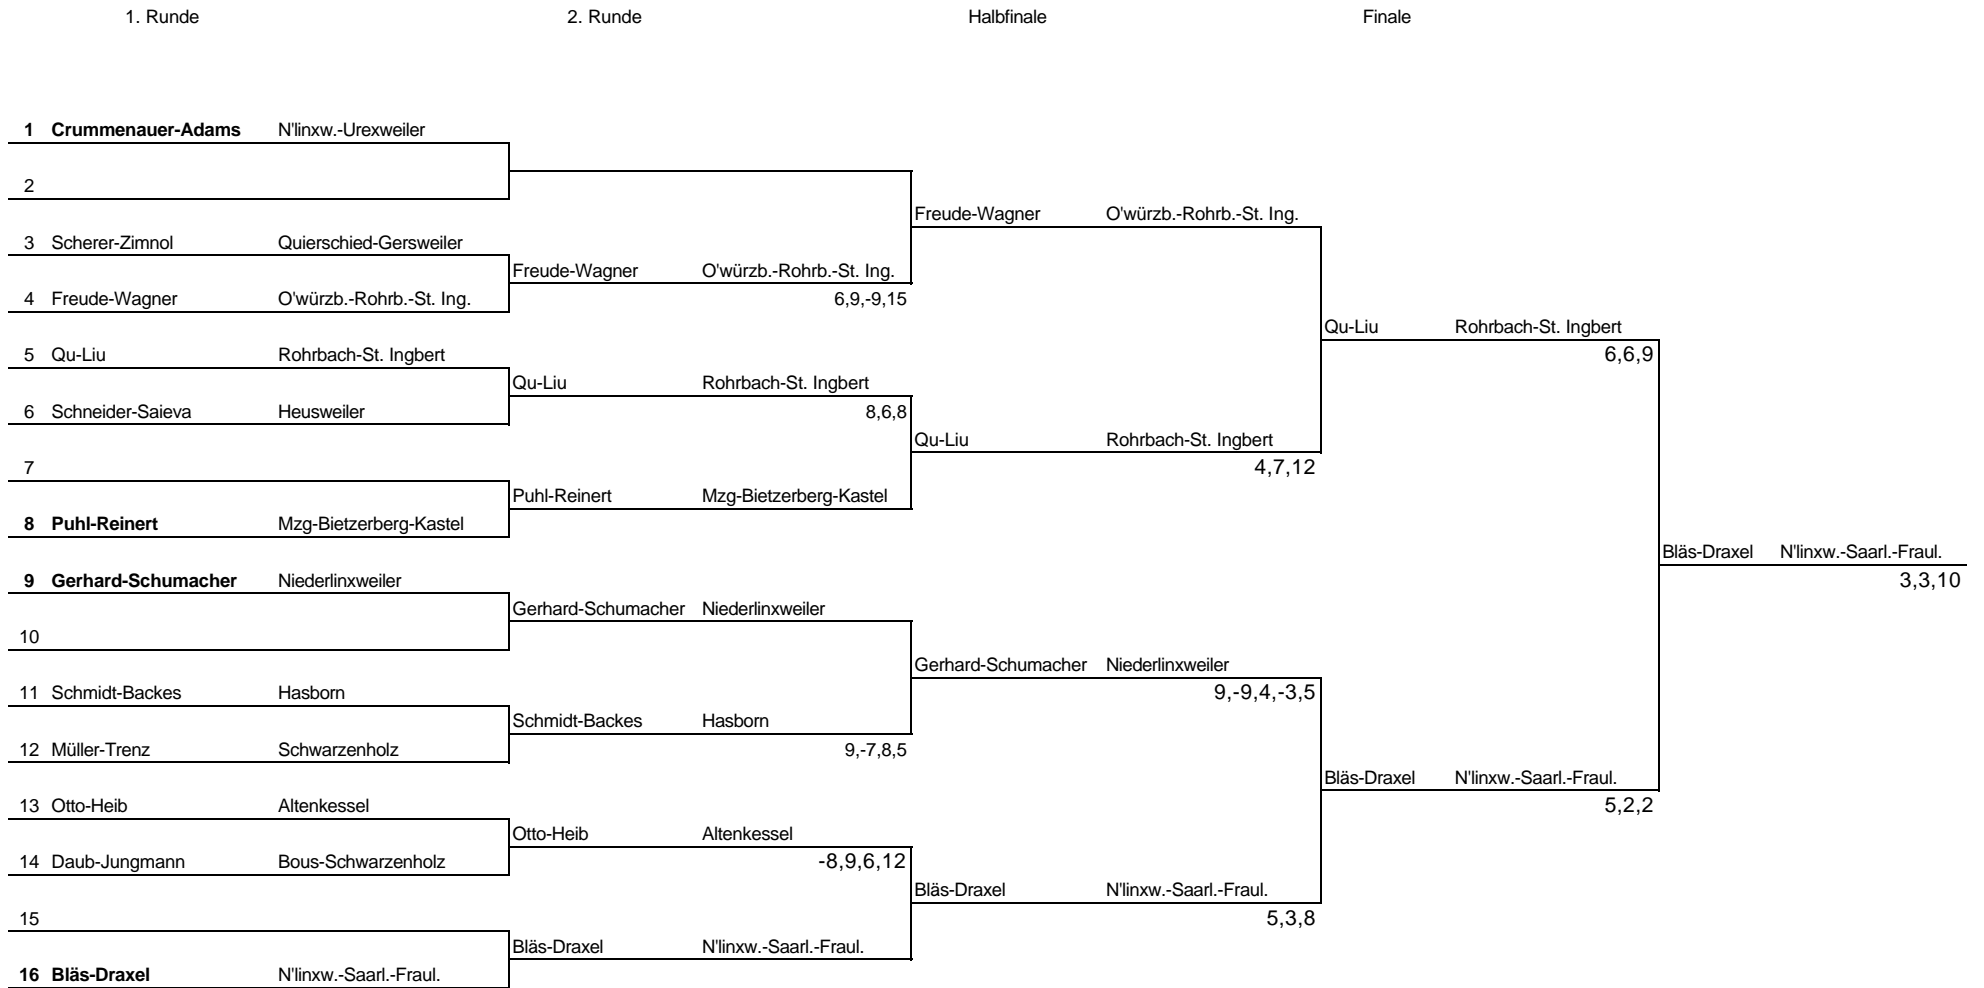 1. Runde 2. Runde Halbfinale Finale
1 Crummenauer-Adams N'linxw.-Urexweiler
2
Freude-Wagner O'würzb.-Rohrb.-St. Ing.
3 Scherer-Zimnol Quierschied-Gersweiler
Freude-Wagner O'würzb.-Rohrb.-St. Ing.
4 Freude-Wagner O'würzb.-Rohrb.-St. Ing. 6,9,-9,15
Qu-Liu Rohrbach-St. Ingbert
5 Qu-Liu Rohrbach-St. Ingbert 6,6,9
Qu-Liu Rohrbach-St. Ingbert
6 Schneider-Saieva Heusweiler 8,6,8
Qu-Liu Rohrbach-St. Ingbert
7 4,7,12
Puhl-Reinert Mzg-Bietzerberg-Kastel
8 Puhl-Reinert Mzg-Bietzerberg-Kastel
Bläs-Draxel N'linxw.-Saarl.-Fraul.
9 Gerhard-Schumacher Niederlinxweiler 3,3,10
Gerhard-Schumacher Niederlinxweiler
10
Gerhard-Schumacher Niederlinxweiler
11 Schmidt-Backes Hasborn 9,-9,4,-3,5
Schmidt-Backes Hasborn
12 Müller-Trenz Schwarzenholz 9,-7,8,5
Bläs-Draxel N'linxw.-Saarl.-Fraul.
13 Otto-Heib Altenkessel 5,2,2
Otto-Heib Altenkessel
14 Daub-Jungmann Bous-Schwarzenholz -8,9,6,12
Bläs-Draxel N'linxw.-Saarl.-Fraul.
15 5,3,8
Bläs-Draxel N'linxw.-Saarl.-Fraul.
16 Bläs-Draxel N'linxw.-Saarl.-Fraul.